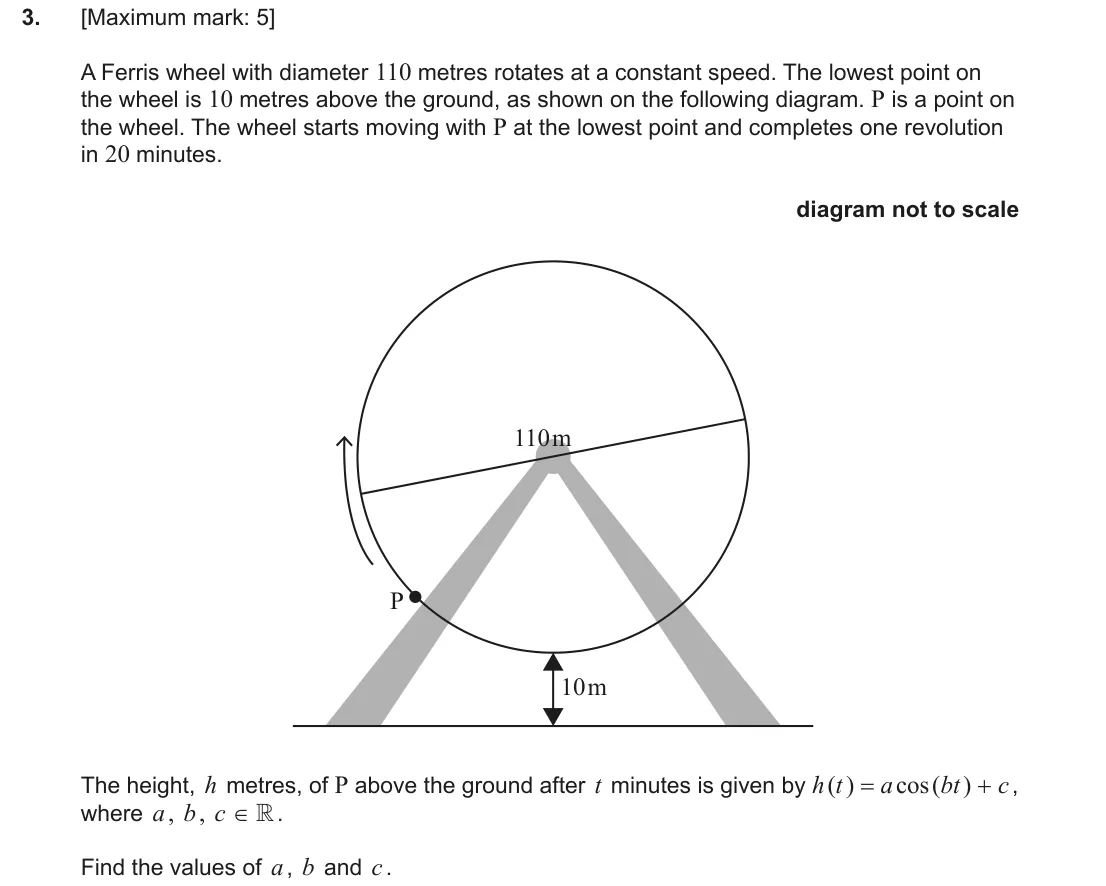 3. [Maximum mark: 5]
A Ferris wheel with diameter 110 metres rotates at a constant speed. The lowest point on
the wheel is 10 metres above the ground, as shown on the following diagram. P is a point on
the wheel. The wheel starts moving with P at the lowest point and completes one revolution
in 20 minutes.
diagram not to scale
110 m
P
10 m
The height, h metres, of P above the ground after t minutes is given by h(t) = a cos(bt) + c,
where a, b, c ∈ ℝ.
Find the values of a, b and c.